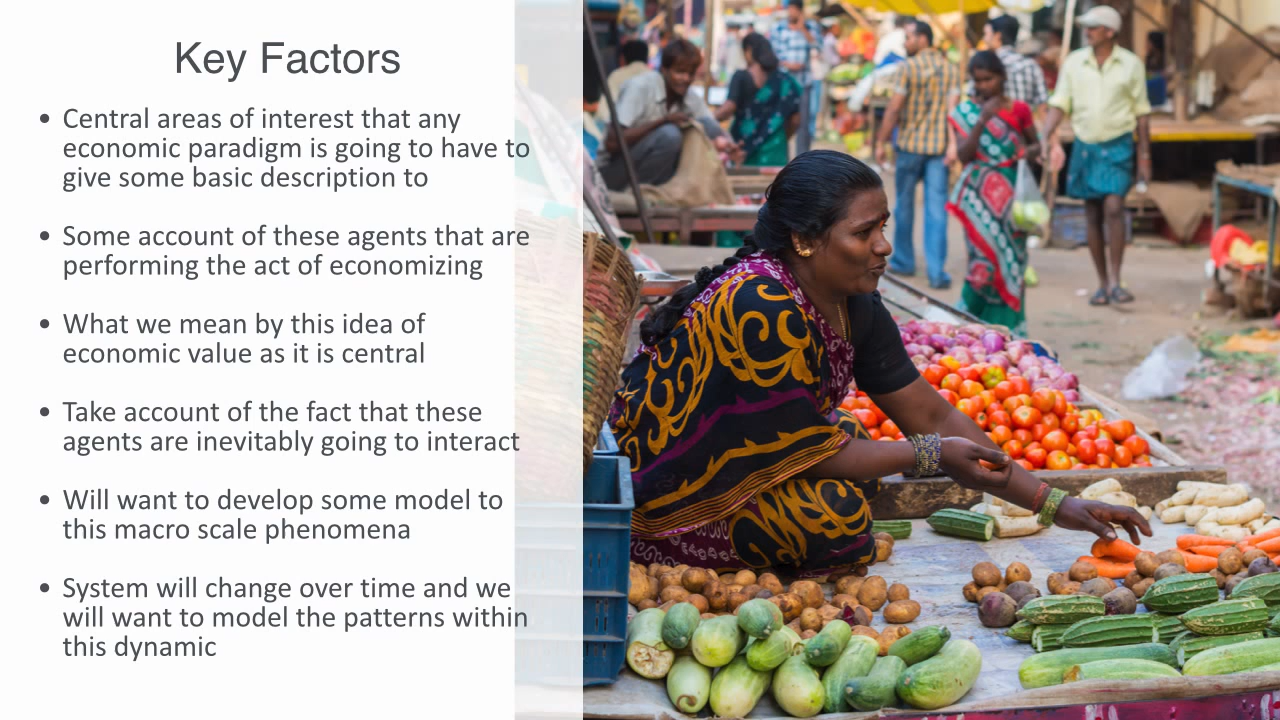 Key Factors
• Central areas of interest that any
economic paradigm is going to have to
give some basic description to
• Some account of these agents that are
performing the act of economizing
• What we mean by this idea of
economic value as it is central
• Take account of the fact that these
agents are inevitably going to interact
• Will want to develop some model to
this macro scale phenomena
• System will change over time and we
will want to model the patterns within
this dynamic